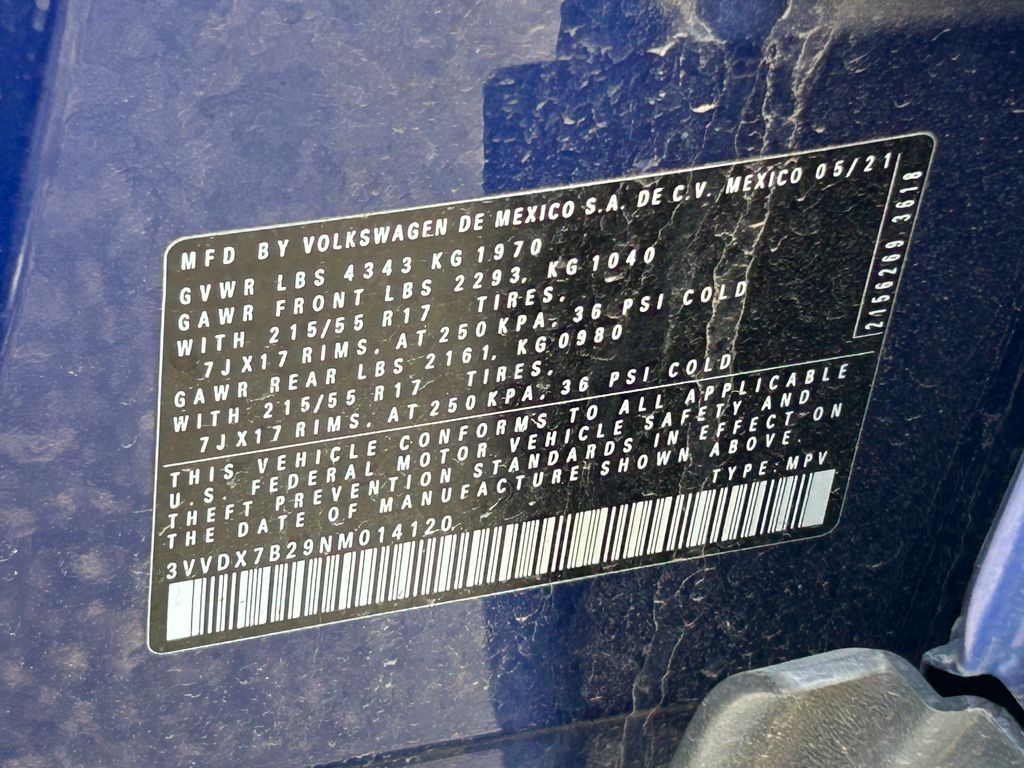 MFD BY VOLKSWAGEN DE MEXICO S.A. DE C.V. MEXICO 05/21
GVWR LBS 4343 KG 1970
GAWR FRONT LBS 2293, KG 1040
WITH 215/55 R17 TIRES,
7JX17 RIMS, AT 250 KPA, 36 PSI COLD
GAWR REAR LBS 2161, KG 0980
WITH 215/55 R17 TIRES,
7JX17 RIMS, AT 250 KPA, 36 PSI COLD
2156269 3618
THIS VEHICLE CONFORMS TO ALL APPLICABLE
U.S. FEDERAL MOTOR VEHICLE SAFETY AND
THEFT PREVENTION STANDARDS IN EFFECT ON
THE DATE OF MANUFACTURE SHOWN ABOVE.
TYPE: MPV
3VVDX7B29NM014120